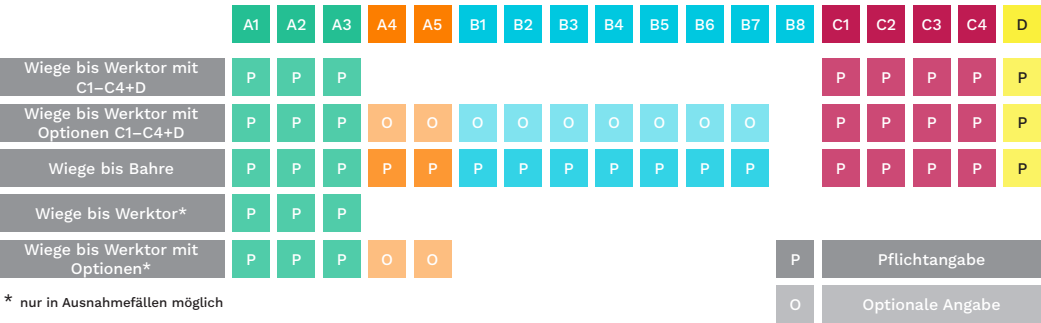 A1 A2 A3 A4 A5 B1 B2 B3 B4 B5 B6 B7 B8 C1 C2 C3 C4 D
Wiege bis Werktor mit
C1–C4+D
P P P P P P P P
Wiege bis Werktor mit
Optionen C1–C4+D
P P P O O O O O O O O O P P P P P
Wiege bis Bahre P P P P P P P P P P P P P P P P P
Wiege bis Werktor* P P P
Wiege bis Werktor mit
Optionen*
P P P O O
P Pflichtangabe
* nur in Ausnahmefällen möglich
O Optionale Angabe